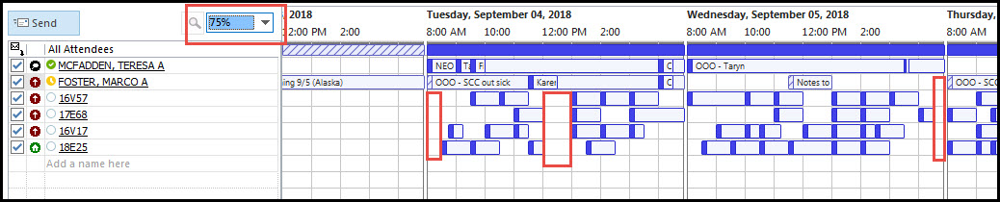 Send
75%
2018
Tuesday, September 04, 2018
Wednesday, September 05, 2018
Thursday,
12:00 PM 2:00
8:00 AM 10:00 12:00 PM 2:00
8:00 AM 10:00 12:00 PM 2:00
8:00 AM
All Attendees
MCFADDEN, TERESA A
NEO F C OOO - Taryn
FOSTER, MARCO A
ing 9/5 (Alaska) OOO - SCC out sick Karen C Notes to OOO - SCC
16V57
17E68
16V17
18E25
Add a name here